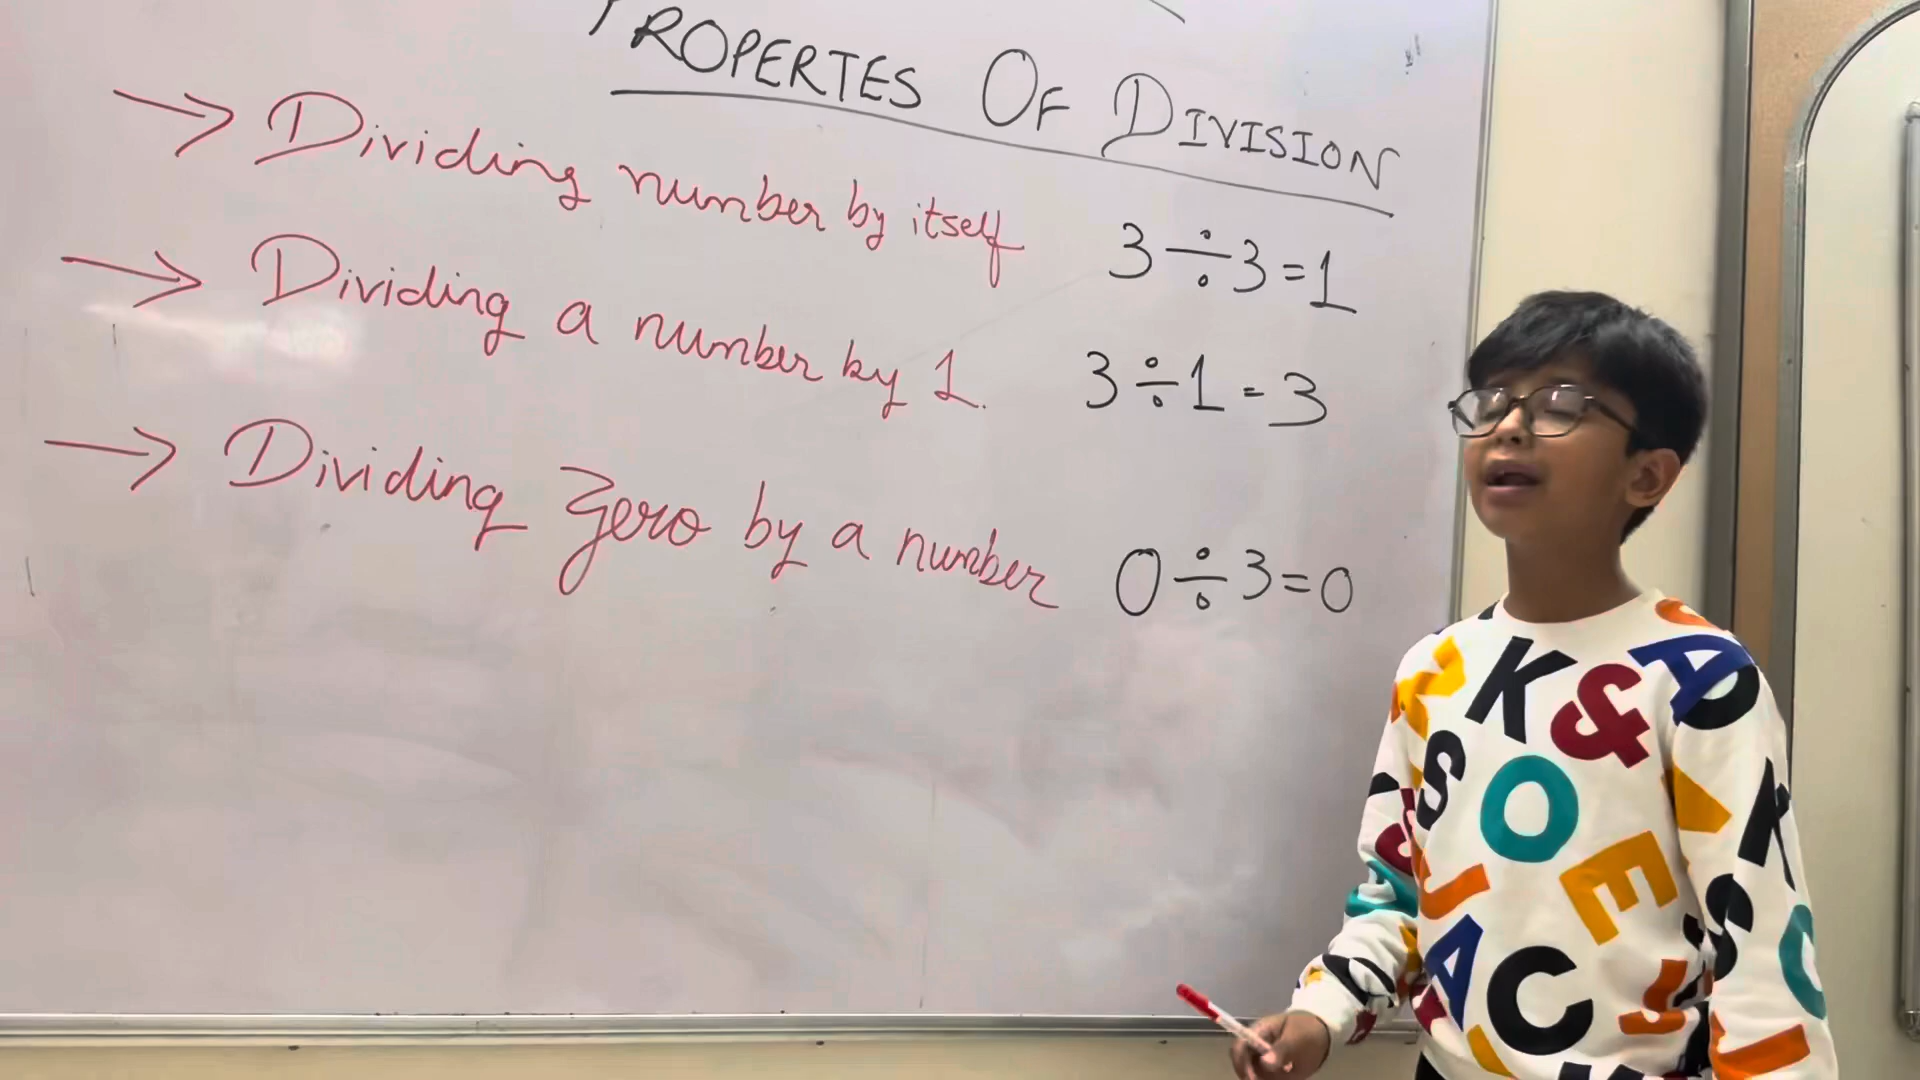 PROPERTES OF DIVISION
→ Dividing number by itself 3÷3=1
→ Dividing a number by 1. 3÷1=3
→ Dividing Zero by a number 0÷3=0
K & A
S O
E
J A C
K
S